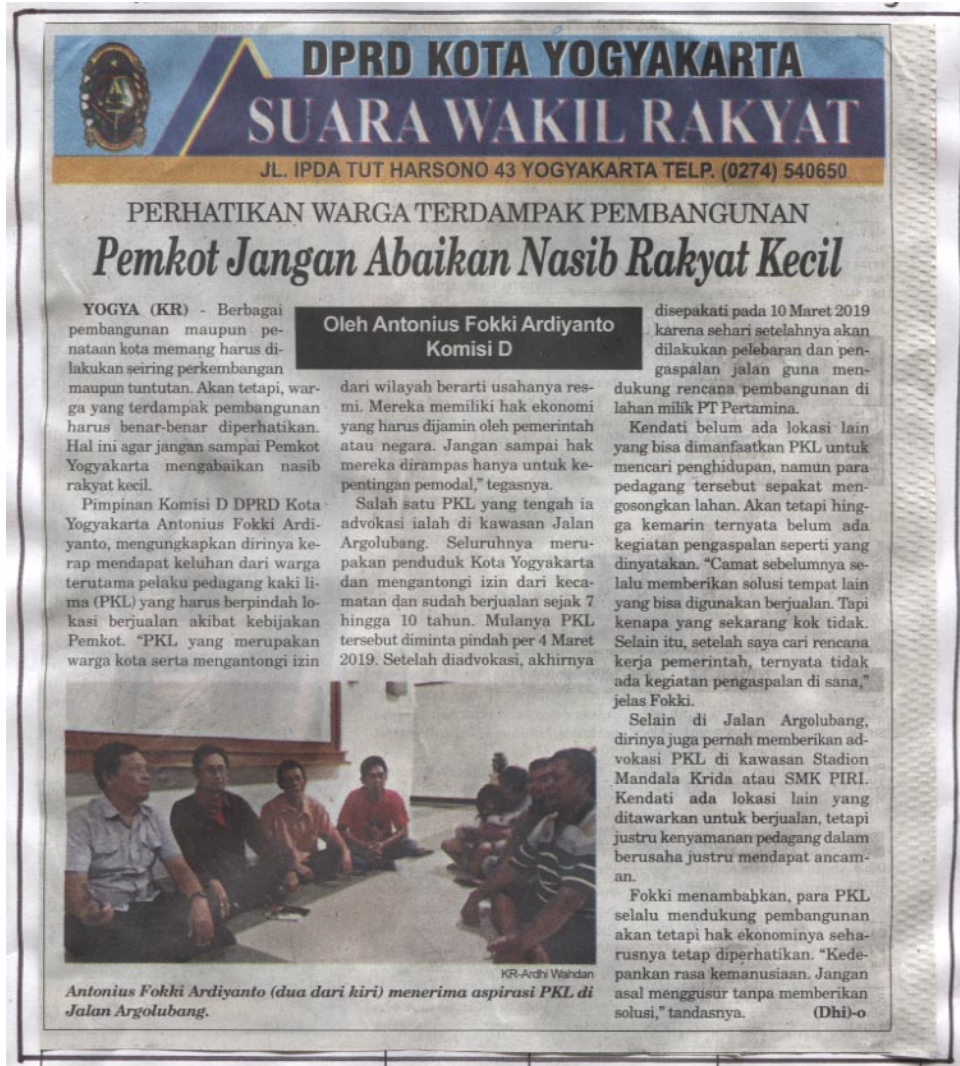 DPRD KOTA YOGYAKARTA
SUARA WAKIL RAKYAT
JL. IPDA TUT HARSONO 43 YOGYAKARTA TELP. (0274) 540650
PERHATIKAN WARGA TERDAMPAK PEMBANGUNAN
Pemkot Jangan Abaikan Nasib Rakyat Kecil
Oleh Antonius Fokki Ardiyanto
Komisi D
YOGYA (KR) - Berbagai
pembangunan maupun pe-
nataan kota memang harus di-
lakukan seiring perkembangan
maupun tuntutan. Akan tetapi, war-
ga yang terdampak pembangunan
harus benar-benar diperhatikan.
Hal ini agar jangan sampai Pemkot
Yogyakarta mengabaikan nasib
rakyat kecil.
Pimpinan Komisi D DPRD Kota
Yogyakarta Antonius Fokki Ardi-
yanto, mengungkapkan dirinya ke-
rap mendapat keluhan dari warga
terutama pelaku pedagang kaki li-
ma (PKL) yang harus berpindah lo-
kasi berjualan akibat kebijakan
Pemkot. “PKL yang merupakan
warga kota serta mengantongi izin
dari wilayah berarti usahanya res-
mi. Mereka memiliki hak ekonomi
yang harus dijamin oleh pemerintah
atau negara. Jangan sampai hak
mereka dirampas hanya untuk ke-
pentingan pemodal,” tegasnya.
Salah satu PKL yang tengah ia
advokasi ialah di kawasan Jalan
Argolubang. Seluruhnya meru-
pakan penduduk Kota Yogyakarta
dan mengantongi izin dari keca-
matan dan sudah berjualan sejak 7
hingga 10 tahun. Mulanya PKL
tersebut diminta pindah per 4 Maret
2019. Setelah diadvokasi, akhirnya
disepakati pada 10 Maret 2019
karena sehari setelahnya akan
dilakukan pelebaran dan pen-
gaspalan jalan guna men-
dukung rencana pembangunan di
lahan milik PT Pertamina.
Kendati belum ada lokasi lain
yang bisa dimanfaatkan PKL untuk
mencari penghidupan, namun para
pedagang tersebut sepakat men-
gosongkan lahan. Akan tetapi hing-
ga kemarin ternyata belum ada
kegiatan pengaspalan seperti yang
dinyatakan. “Camat sebelumnya se-
lalu memberikan solusi tempat lain
yang bisa digunakan berjualan. Tapi
kenapa yang sekarang kok tidak.
Selain itu, setelah saya cari rencana
kerja pemerintah, ternyata tidak
ada kegiatan pengaspalan di sana,”
jelas Fokki.
Selain di Jalan Argolubang,
dirinya juga pernah memberikan ad-
vokasi PKL di kawasan Stadion
Mandala Krida atau SMK PIRI.
Kendati ada lokasi lain yang
ditawarkan untuk berjualan, tetapi
justru kenyamanan pedagang dalam
berusaha justru mendapat ancam-
an.
Fokki menambahkan, para PKL
selalu mendukung pembangunan
akan tetapi hak ekonominya seha-
rusnya tetap diperhatikan. “Kede-
pankan rasa kemanusiaan. Jangan
asal menggusur tanpa memberikan
solusi,” tandasnya. (Dhi)-o
KR-Ardhi Wahdan
Antonius Fokki Ardiyanto (dua dari kiri) menerima aspirasi PKL di
Jalan Argolubang.